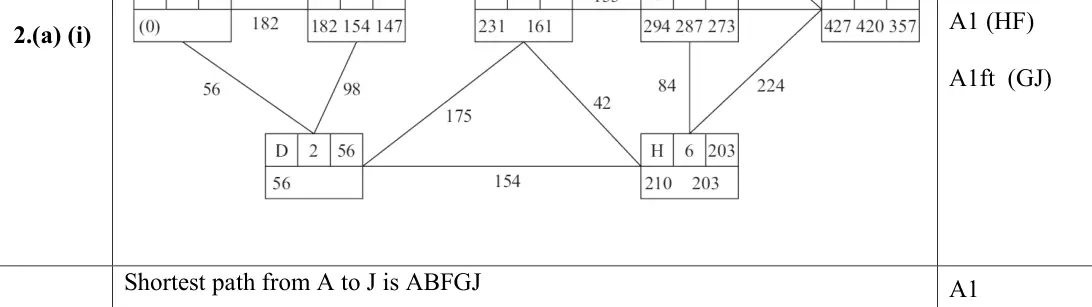 2.(a) (i)
A1 (HF)
A1ft (GJ)
(0)
182
182 154 147
231 161
294 287 273
427 420 357
56
98
175
42
84
224
D 2 56
56
154
H 6 203
210 203
Shortest path from A to J is ABFGJ
A1